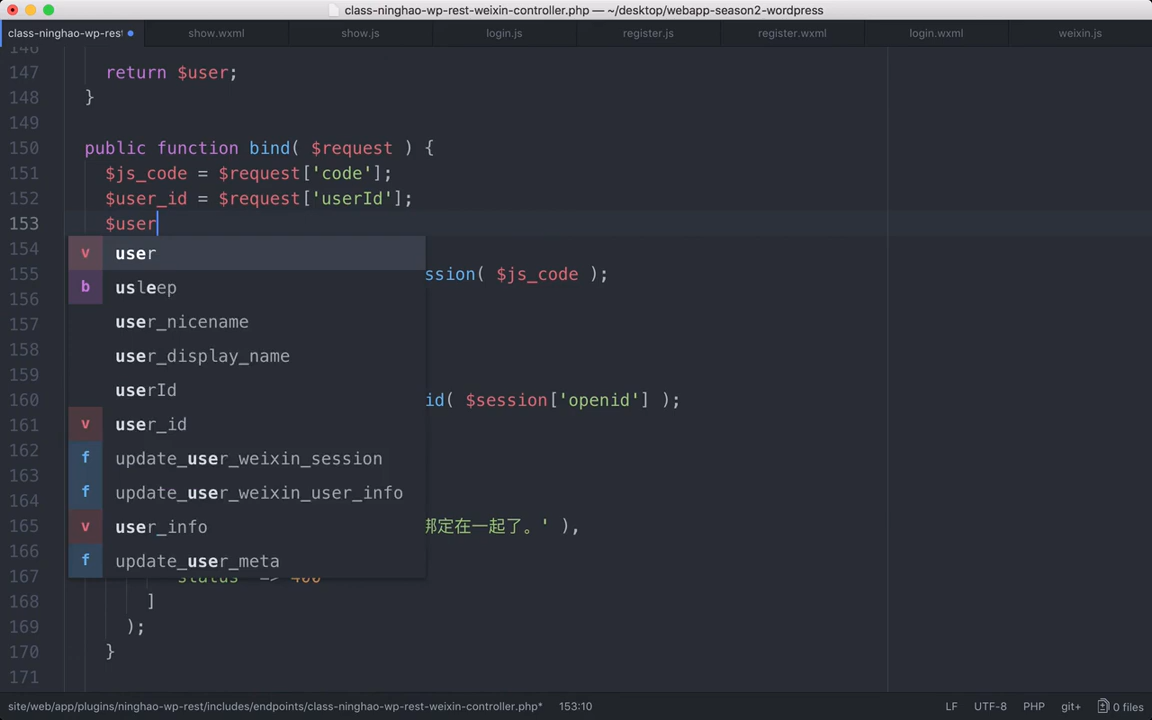 class-ninghao-wp-rest-weixin-controller.php — ~/desktop/webapp-season2-wordpress
class-ninghao-wp-rest show.wxml show.js login.js register.js register.wxml login.wxml weixin.js
146
147 return $user;
148 }
149
150 public function bind( $request ) {
151 $js_code = $request['code'];
152 $user_id = $request['userId'];
153 $user
154 v user
155 ssion( $js_code );
156 b usleep
157 user_nicename
158 user_display_name
159 userId
160 id( $session['openid'] );
161 v user_id
162 f update_user_weixin_session
163
164 f update_user_weixin_user_info
165 v user_info 绑定在一起了。' ),
166 f update_user_meta
167 'status' => 400
168 ]
169 );
170 }
171
site/web/app/plugins/ninghao-wp-rest/includes/endpoints/class-ninghao-wp-rest-weixin-controller.php* 153:10 LF UTF-8 PHP git+ 0 files